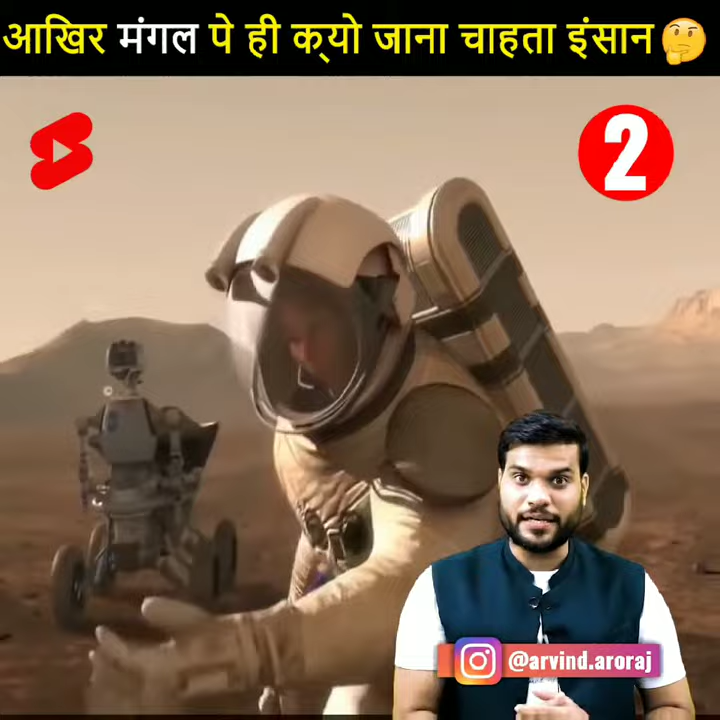 आखिर मंगल पे ही क्यो जाना चाहता इंसान🤔
2
@arvind.aroraj